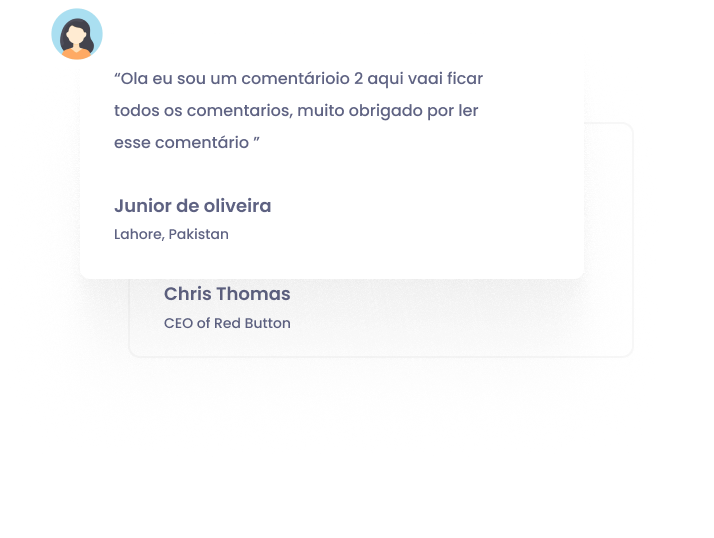 “Ola eu sou um comentárioio 2 aqui vaai ficar
todos os comentarios, muito obrigado por ler
esse comentário ”
Junior de oliveira
Lahore, Pakistan
Chris Thomas
CEO of Red Button